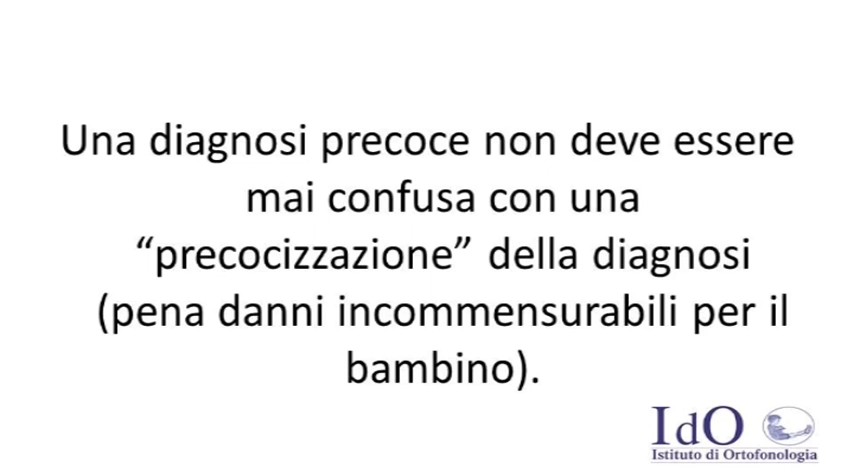 Una diagnosi precoce non deve essere
mai confusa con una
“precocizzazione” della diagnosi
(pena danni incommensurabili per il
bambino).
IdO
Istituto di Ortofonologia